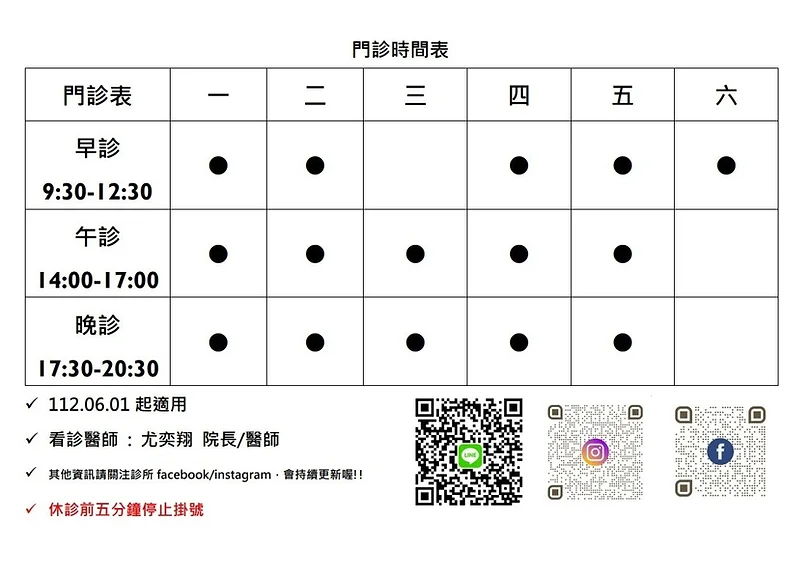 門診時間表
門診表 一 二 三 四 五 六
早診
9:30-12:30 ● ● ● ● ●
午診
14:00-17:00 ● ● ● ● ●
晚診
17:30-20:30 ● ● ● ● ●
✓ 112.06.01 起適用
✓ 看診醫師：尤奕翔 院長/醫師
✓ 其他資訊請關注診所 facebook/instagram，會持續更新喔!!
✓ 休診前五分鐘停止掛號
LINE